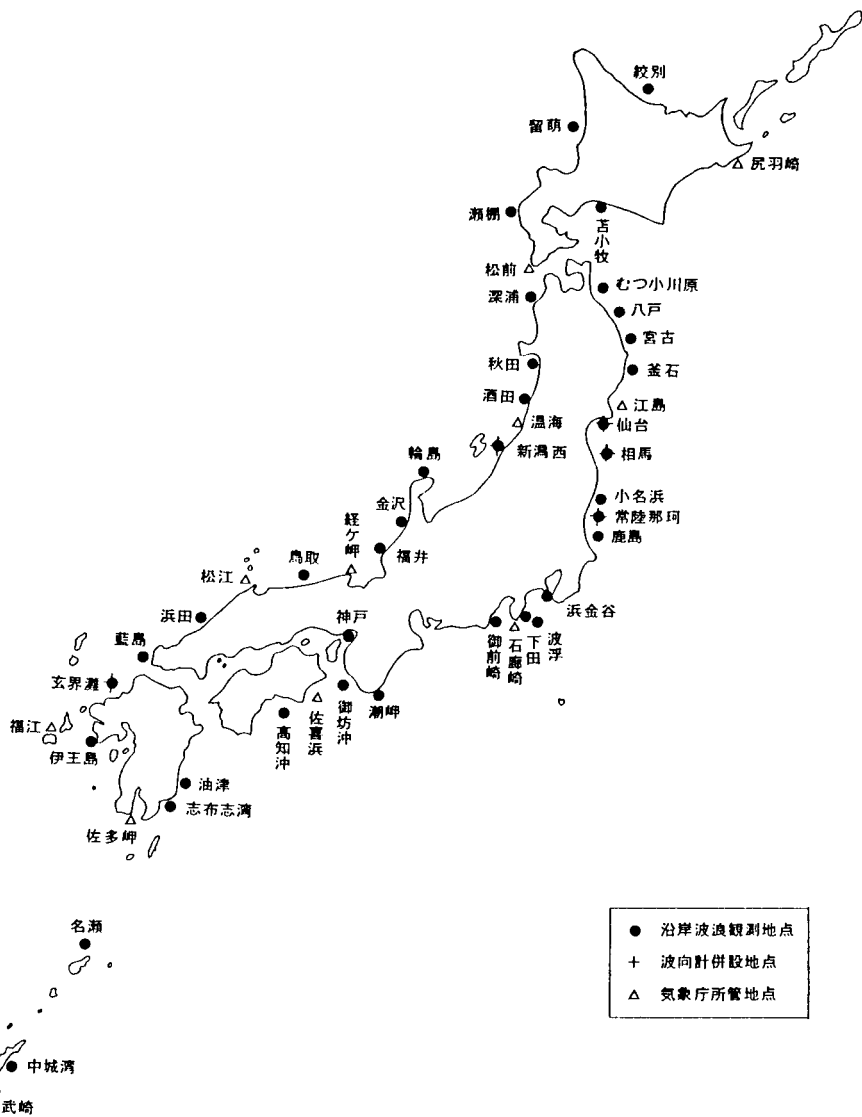 紋別
留萌
尻羽崎
瀬棚
苫小牧
松前
むつ小川原
深浦
八戸
宮古
秋田
釜石
酒田
江島
温海
仙台
新潟西
相馬
輪島
小名浜
金沢
常陸那珂
経ケ岬
福井
鹿島
鳥取
松江
浜金谷
浜田
神戸
御前崎
石廊崎
下田
波浮
藍島
玄界灘
御坊沖
潮岬
佐喜浜
高知沖
福江
伊王島
油津
志布志湾
佐多岬
名瀬
沿岸波浪観測地点
波向計併設地点
気象庁所管地点
中城湾
武崎